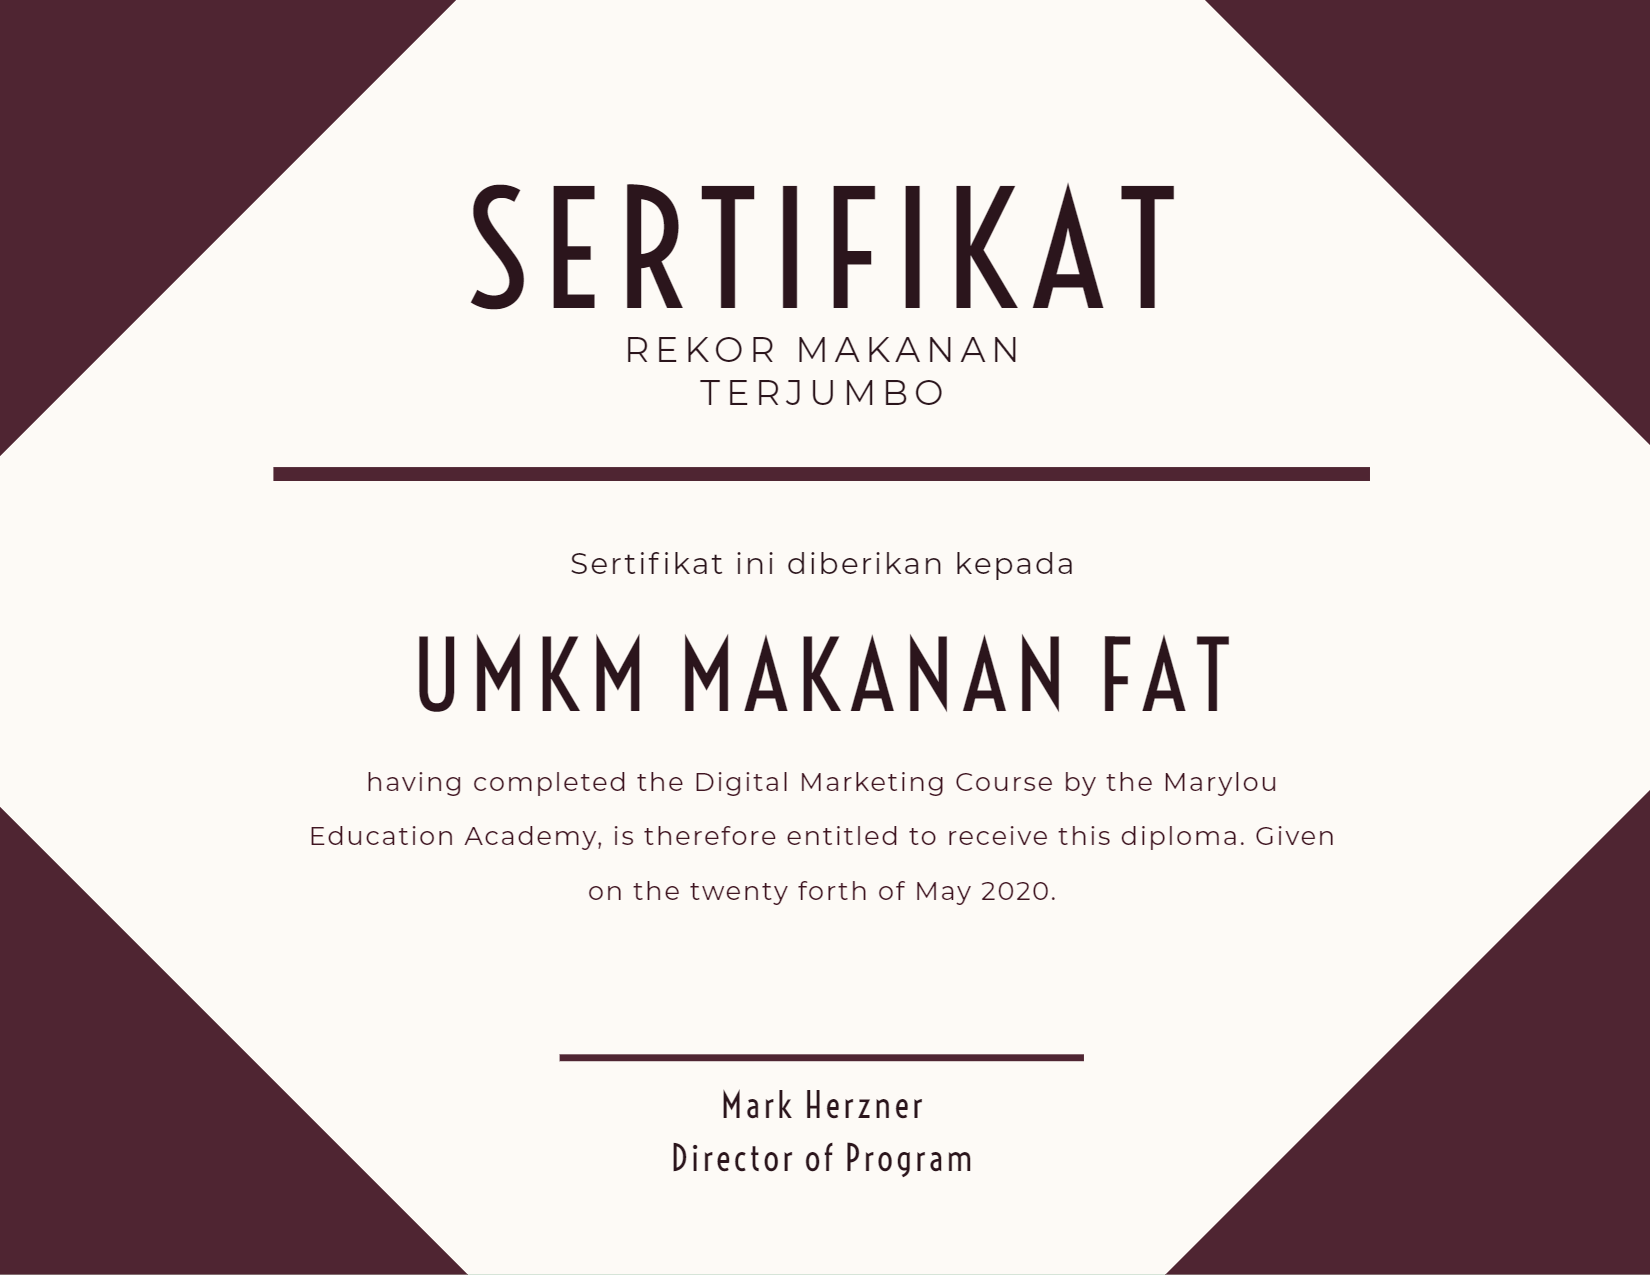 SERTIFIKAT
REKOR MAKANAN
TERJUMBO
Sertifikat ini diberikan kepada
UMKM MAKANAN FAT
having completed the Digital Marketing Course by the Marylou
Education Academy, is therefore entitled to receive this diploma. Given
on the twenty forth of May 2020.
Mark Herzner
Director of Program